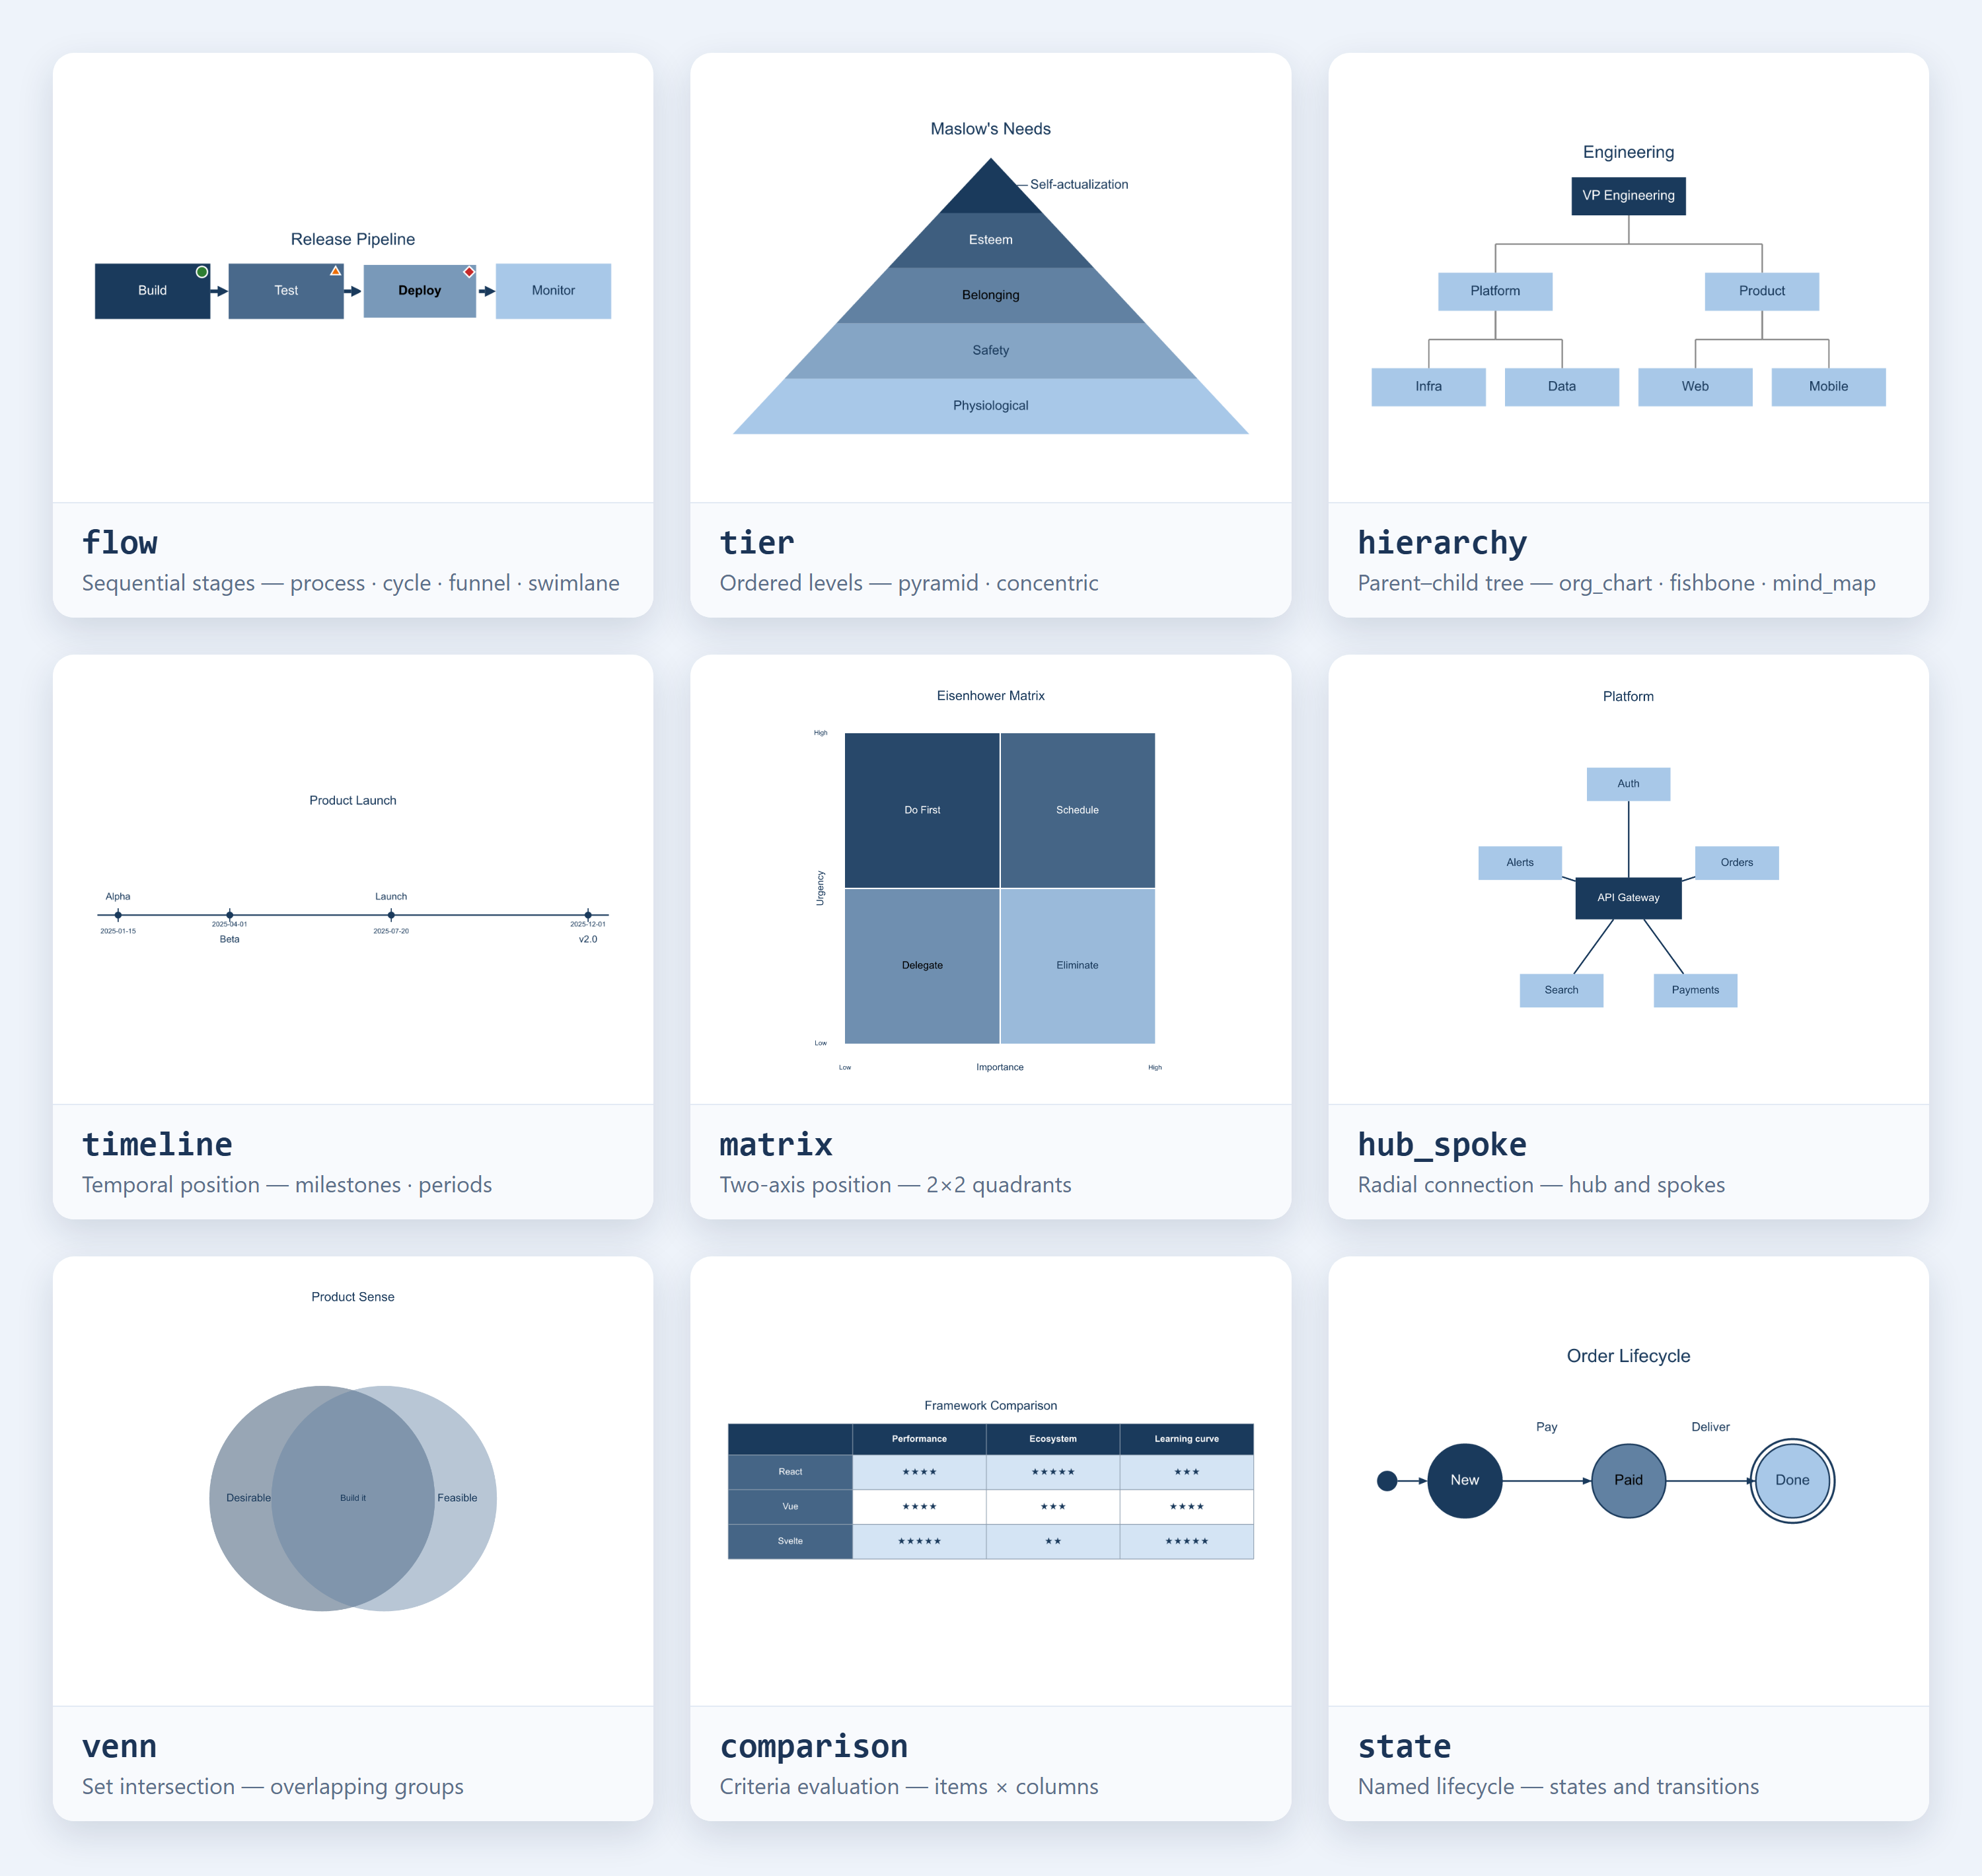 Release Pipeline
Build
Test
Deploy
Monitor
flow
Sequential stages — process · cycle · funnel · swimlane
Maslow's Needs
Self-actualization
Esteem
Belonging
Safety
Physiological
tier
Ordered levels — pyramid · concentric
Engineering
VP Engineering
Platform
Product
Infra
Data
Web
Mobile
hierarchy
Parent–child tree — org_chart · fishbone · mind_map
Product Launch
Alpha
2025-01-15
2025-04-01
Beta
Launch
2025-07-20
2025-12-01
v2.0
timeline
Temporal position — milestones · periods
Eisenhower Matrix
High
Urgency
Low
Do First
Schedule
Delegate
Eliminate
Low
Importance
High
matrix
Two-axis position — 2×2 quadrants
Platform
Auth
Alerts
Orders
API Gateway
Search
Payments
hub_spoke
Radial connection — hub and spokes
Product Sense
Desirable
Build it
Feasible
venn
Set intersection — overlapping groups
Framework Comparison
Performance Ecosystem Learning curve
React ★★★★ ★★★★★ ★★★
Vue ★★★★ ★★★ ★★★★
Svelte ★★★★★ ★★ ★★★★★
comparison
Criteria evaluation — items × columns
Order Lifecycle
Pay
Deliver
New
Paid
Done
state
Named lifecycle — states and transitions